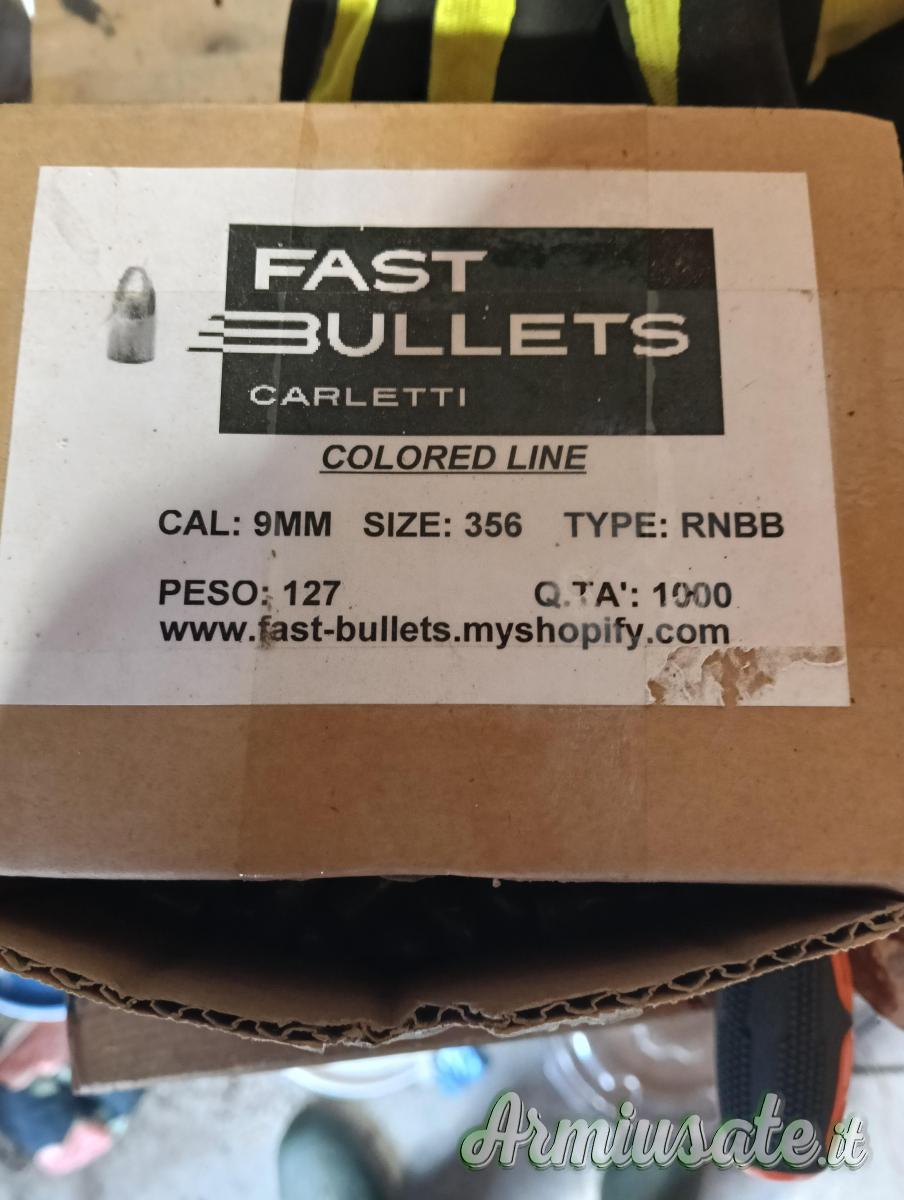 FAST
BULLETS
CARLETTI
COLORED LINE
CAL: 9MM SIZE: 356 TYPE: RNBB
PESO: 127 Q.TA': 1000
www.fast-bullets.myshopify.com
Armiusate.it